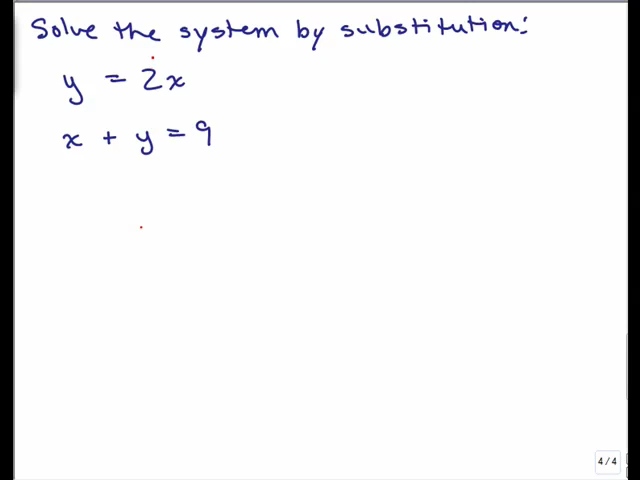 Solve the system by substitution:
y = 2x
x + y = 9
4/4